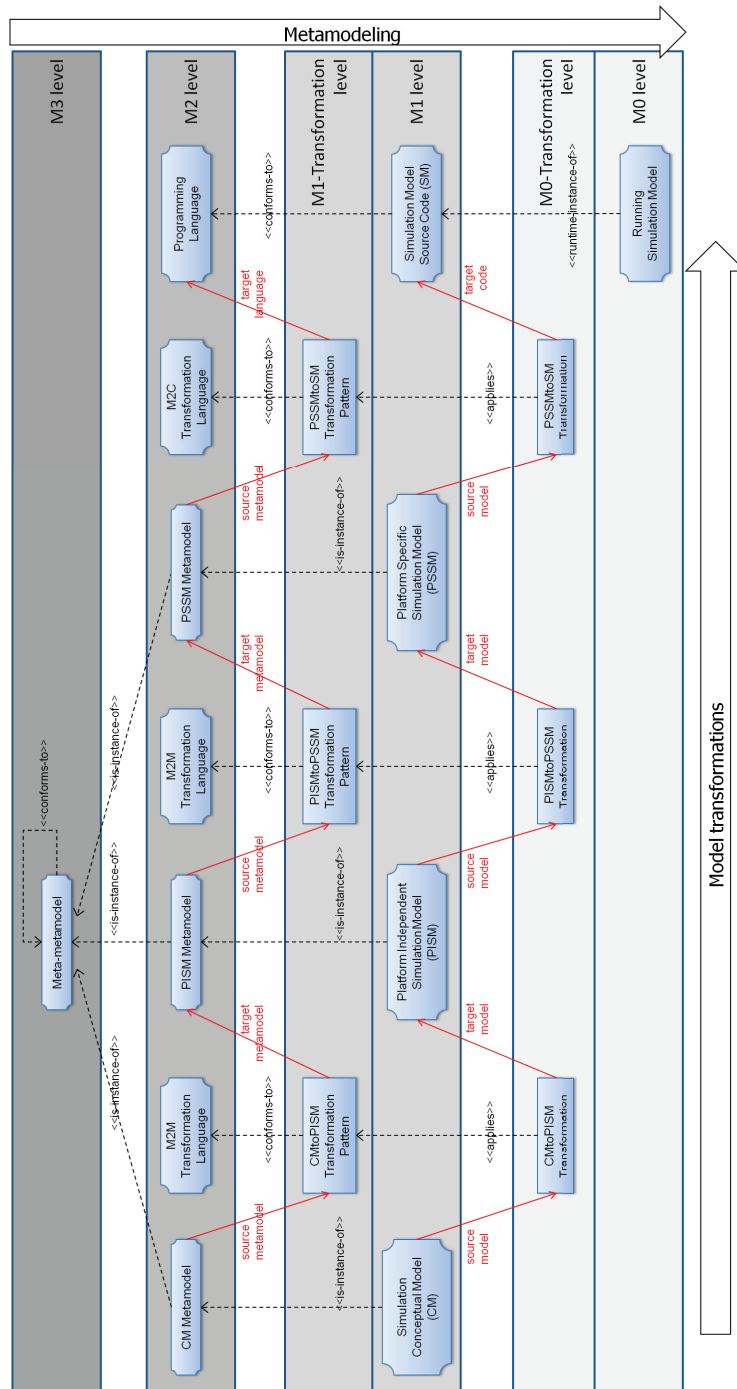 Metamodeling
M3 level
Meta-metamodel
<<conforms-to>>
<<is-instance-of>>
<<is-instance-of>>
<<is-instance-of>>
M2 level
CM Metamodel
M2M
Transformation
Language
PISM Metamodel
M2M
Transformation
Language
PSSM Metamodel
M2C
Transformation
Language
Programming
Language
source
metamodel
<<conforms-to>>
target
metamodel
source
metamodel
<<conforms-to>>
target
metamodel
source
metamodel
<<conforms-to>>
target
language
<<conforms-to>>
M1-Transformation
level
<<is-instance-of>>
CMtoPISM
Transformation
Pattern
<<is-instance-of>>
PISMtoPSSM
Transformation
Pattern
<<is-instance-of>>
PSSMtoSM
Transformation
Pattern
M1 level
Simulation
Conceptual Model
(CM)
Platform Independent
Simulation Model
(PISM)
Platform Specific
Simulation Model
(PSSM)
Simulation Model
Source Code (SM)
source
model
<<applies>>
target
model
source
model
<<applies>>
target
model
source
model
<<applies>>
target
code
<<runtime-instance-of>>
M0-Transformation
level
CMtoPISM
Transformation
PISMtoPSSM
Transformation
PSSMtoSM
Transformation
M0 level
Running
Simulation Model
Model transformations